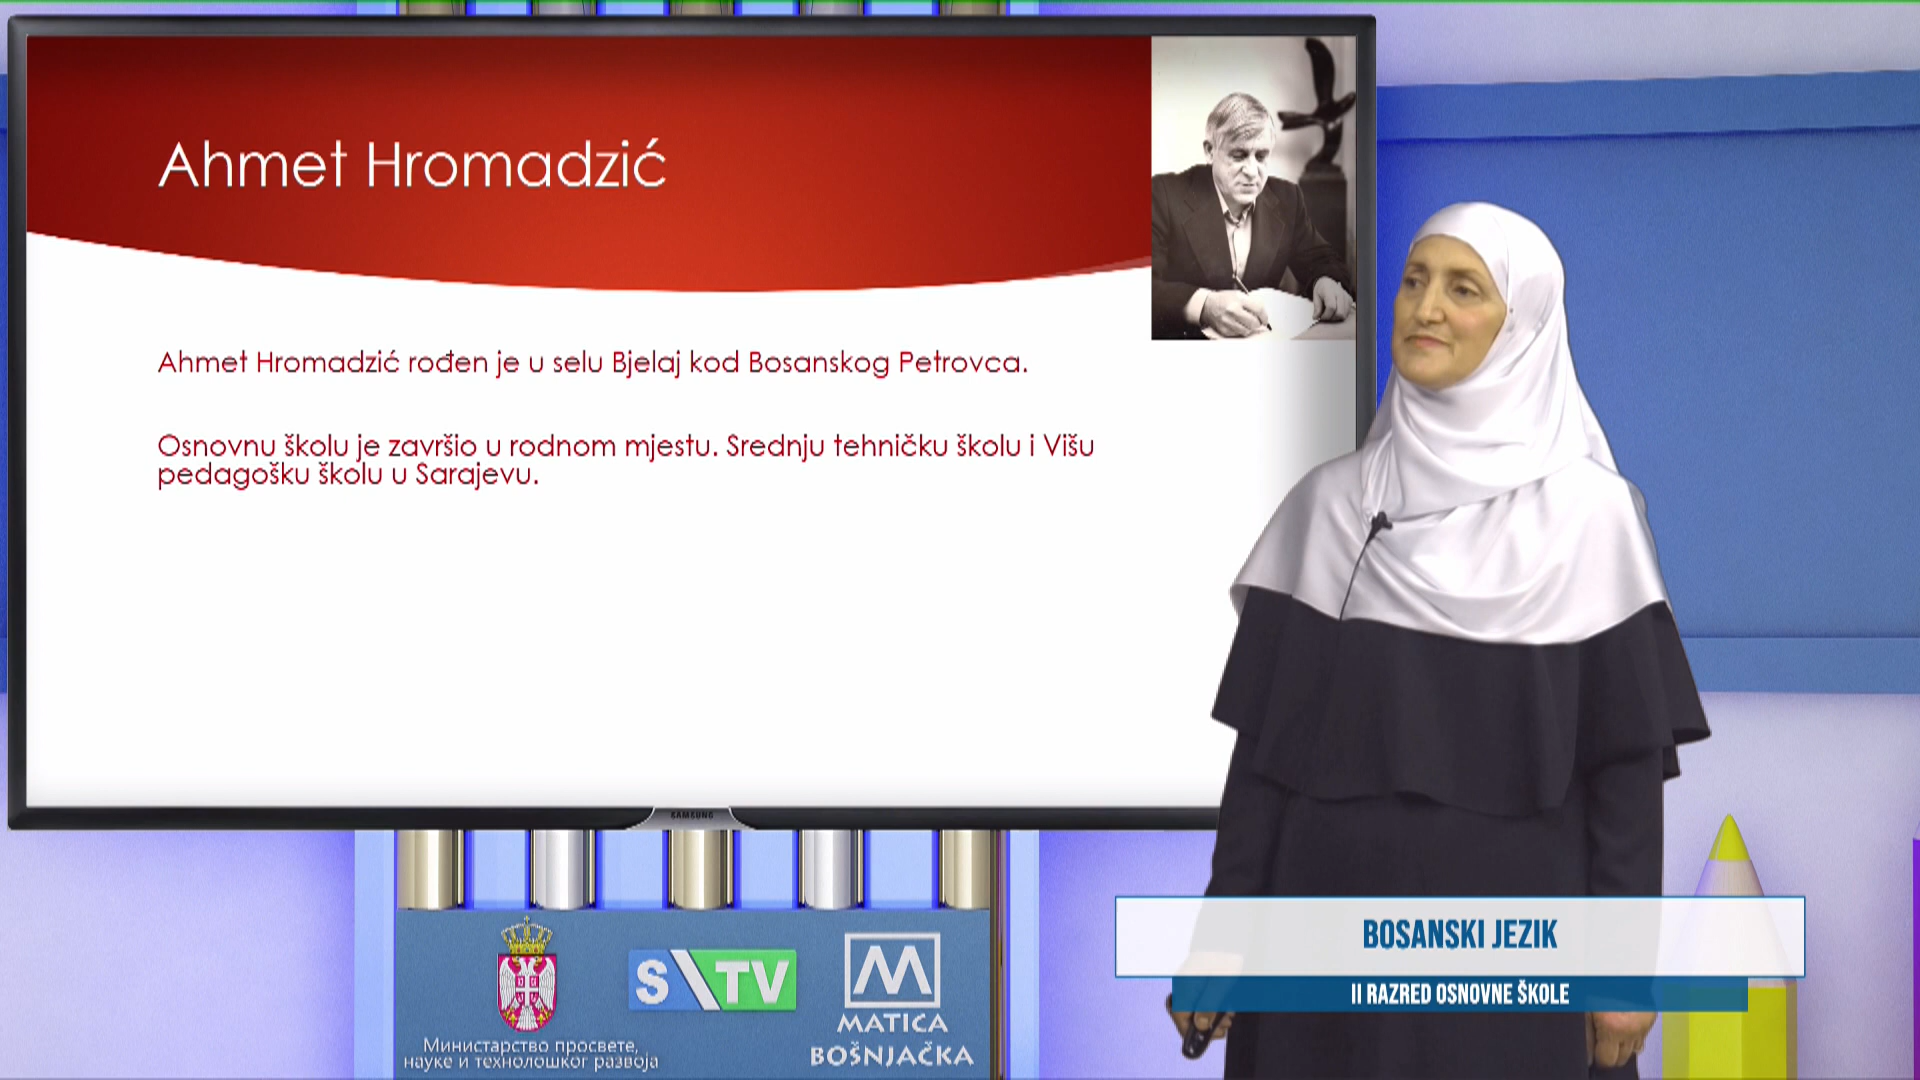 Ahmet Hromadzić
Ahmet Hromadzić rođen je u selu Bjelaj kod Bosanskog Petrovca.
Osnovnu školu je završio u rodnom mjestu. Srednju tehničku školu i Višu
pedagošku školu u Sarajevu.
SAMSUNG
BOSANSKI JEZIK
II RAZRED OSNOVNE ŠKOLE
Министарство просвете,
науке и технолошког развоја
S TV
MATICA
BOŠNJAČKA